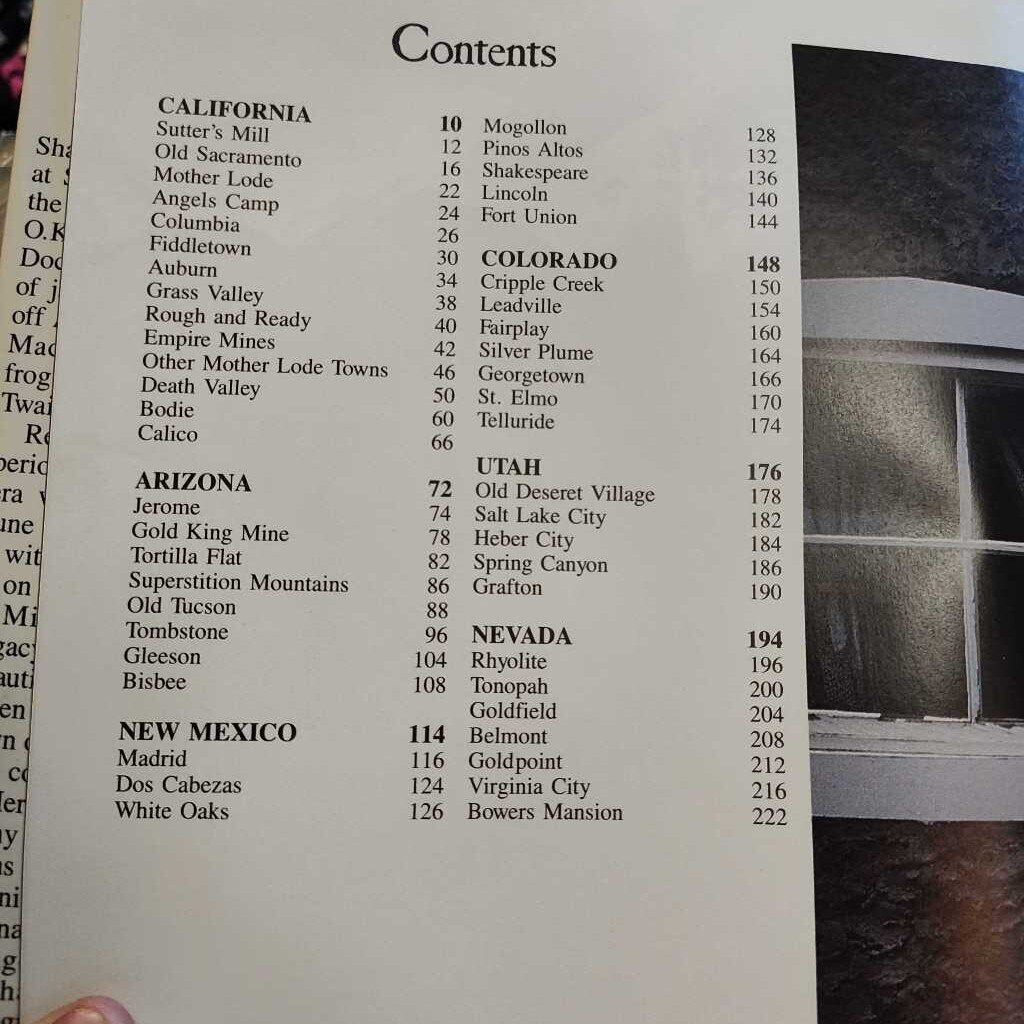 Contents
CALIFORNIA 10
Sutter's Mill 12
Old Sacramento 16
Mother Lode 22
Angels Camp 24
Columbia 26
Fiddletown 30
Auburn 34
Grass Valley 38
Rough and Ready 40
Empire Mines 42
Other Mother Lode Towns 46
Death Valley 50
Bodie 60
Calico 66
ARIZONA 72
Jerome 74
Gold King Mine 78
Tortilla Flat 82
Superstition Mountains 86
Old Tucson 88
Tombstone 96
Gleeson 104
Bisbee 108
NEW MEXICO 114
Madrid 116
Dos Cabezas 124
White Oaks 126
Mogollon 128
Pinos Altos 132
Shakespeare 136
Lincoln 140
Fort Union 144
COLORADO 148
Cripple Creek 150
Leadville 154
Fairplay 160
Silver Plume 164
Georgetown 166
St. Elmo 170
Telluride 174
UTAH 176
Old Deseret Village 178
Salt Lake City 182
Heber City 184
Spring Canyon 186
Grafton 190
NEVADA 194
Rhyolite 196
Tonopah 200
Goldfield 204
Belmont 208
Goldpoint 212
Virginia City 216
Bowers Mansion 222
at
the
of
off
frog
on